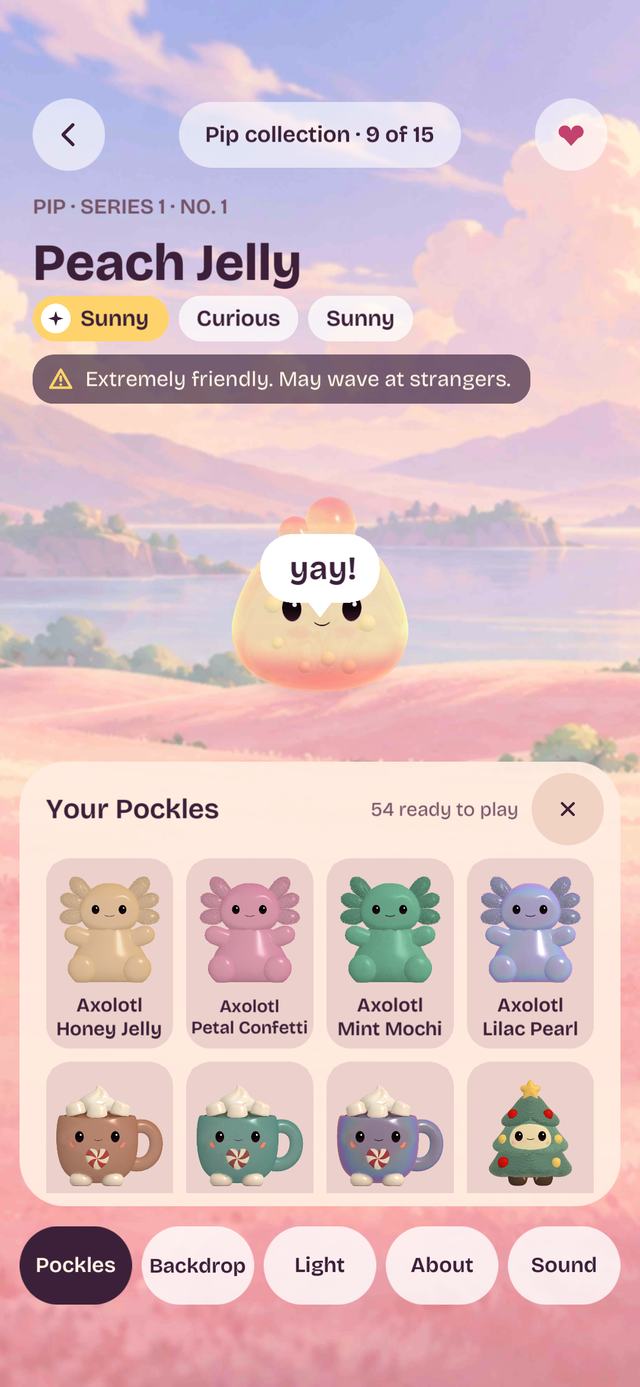 Pip collection · 9 of 15
PIP · SERIES 1 · NO. 1
Peach Jelly
Sunny
Curious
Sunny
Extremely friendly. May wave at strangers.
yay!
Your Pockles
54 ready to play
Axolotl
Honey Jelly
Axolotl
Petal Confetti
Axolotl
Mint Mochi
Axolotl
Lilac Pearl
Pockles
Backdrop
Light
About
Sound